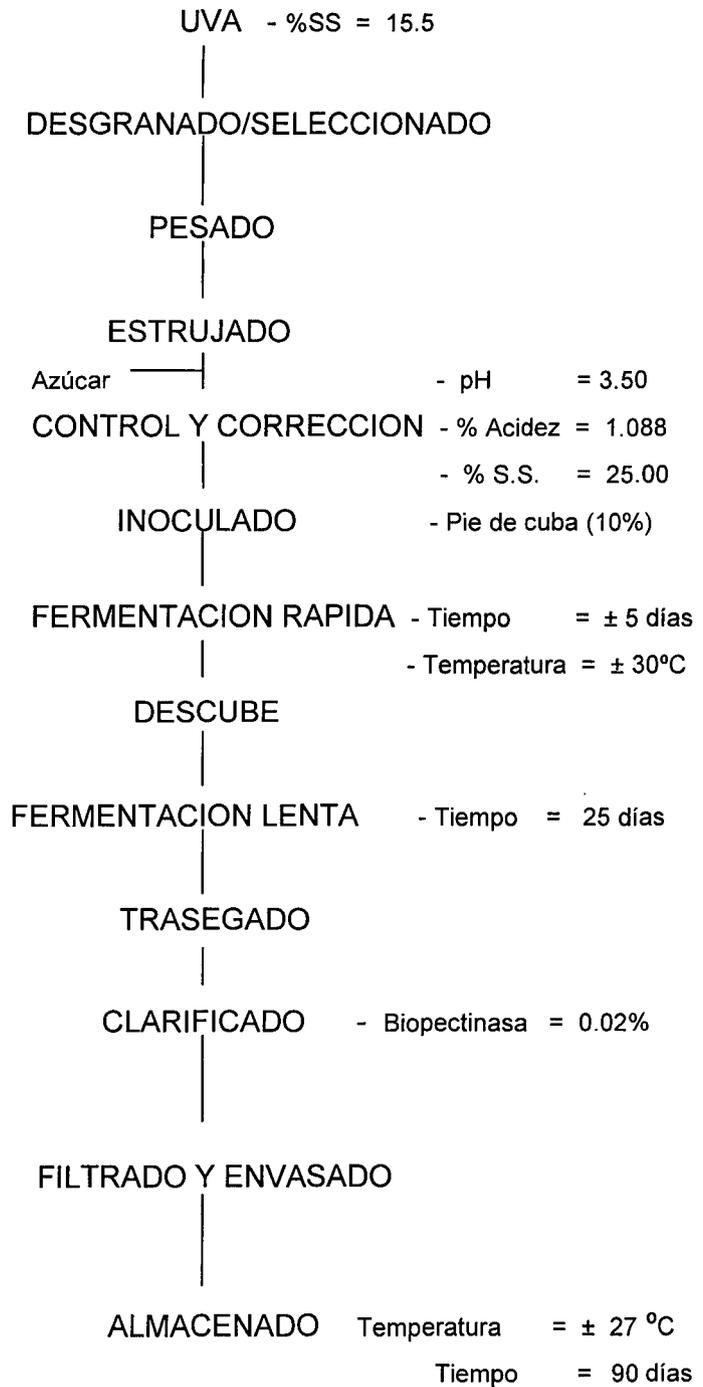 UVA - %SS = 15.5
DESGRANADO/SELECCIONADO
PESADO
ESTRUJADO
Azúcar - pH = 3.50
CONTROL Y CORRECCION - % Acidez = 1.088
- % S.S. = 25.00
INOCULADO - Pie de cuba (10%)
FERMENTACION RAPIDA - Tiempo = ± 5 días
- Temperatura = ± 30ºC
DESCUBE
FERMENTACION LENTA - Tiempo = 25 días
TRASEGADO
CLARIFICADO - Biopectinasa = 0.02%
FILTRADO Y ENVASADO
ALMACENADO Temperatura = ± 27 ºC
Tiempo = 90 días